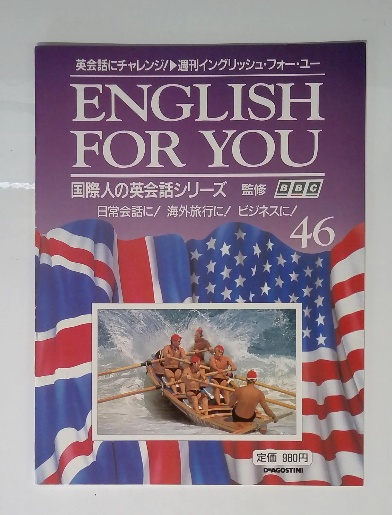 英会話にチャレンジ!▶週刊イングリッシュ・フォー・ユー
ENGLISH
FOR YOU
国際人の英会話シリーズ 監修 BBC
日常会話に! 海外旅行に! ビジネスに!
46
定価 980円
DeAGOSTINI